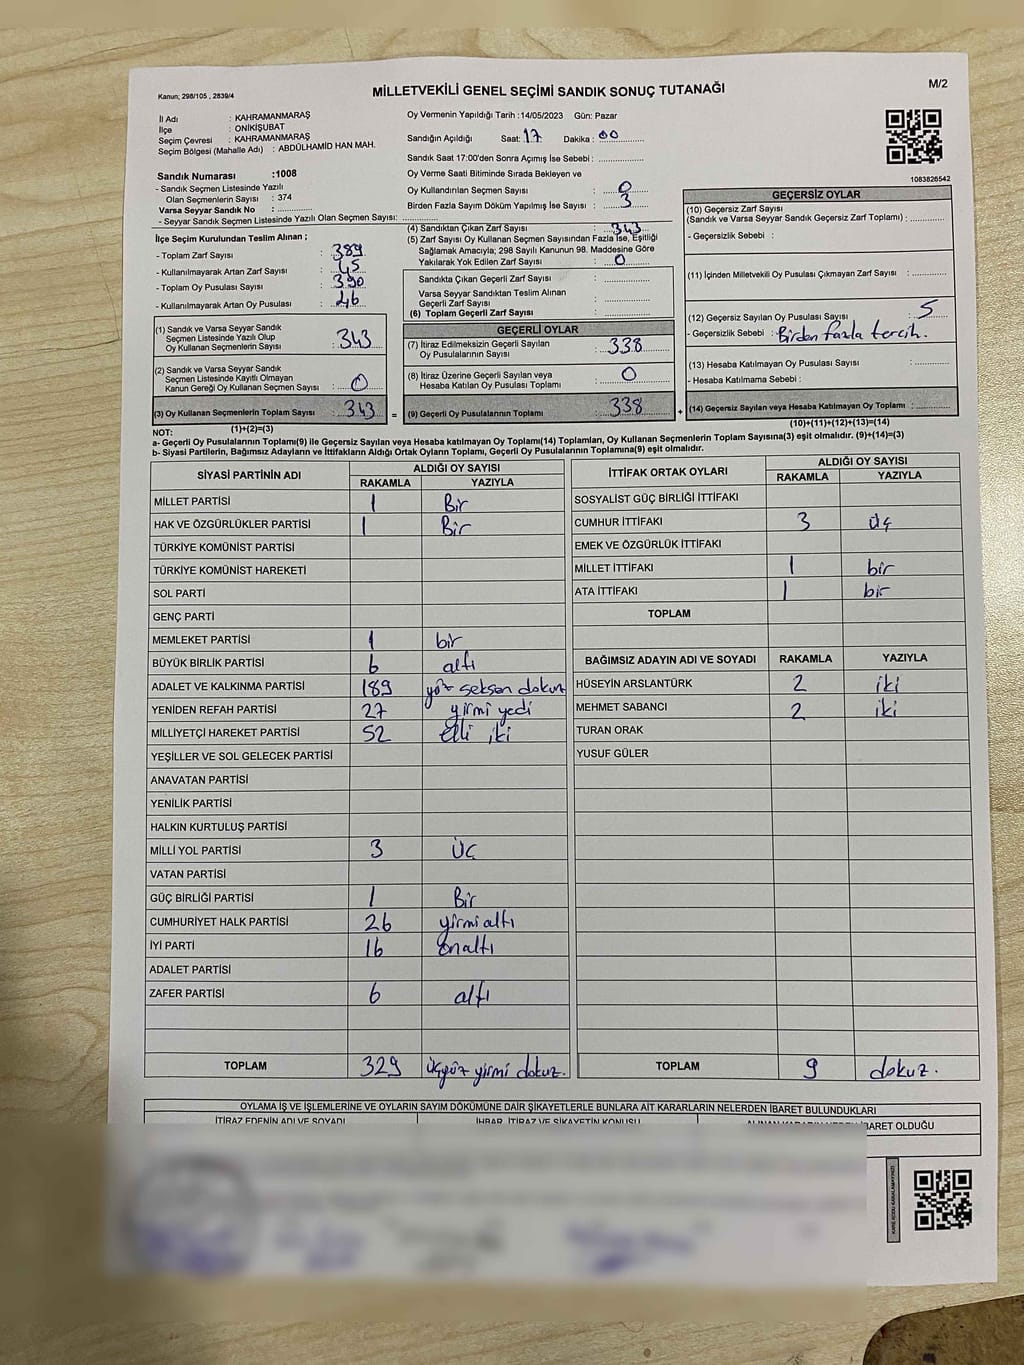 Kanun; 298/105 , 2839/4
MİLLETVEKİLİ GENEL SEÇİMİ SANDIK SONUÇ TUTANAĞI
M/2
İl Adı : KAHRAMANMARAŞ
İlçe : ONİKİŞUBAT
Seçim Çevresi : KAHRAMANMARAŞ
Seçim Bölgesi (Mahalle Adı) : ABDÜLHAMİD HAN MAH.
Sandık Numarası :1008
- Sandık Seçmen Listesinde Yazılı
Olan Seçmenlerin Sayısı : 374
Varsa Seyyar Sandık No :
- Seyyar Sandık Seçmen Listesinde Yazılı Olan Seçmen Sayısı:
Oy Vermenin Yapıldığı Tarih :14/05/2023 Gün: Pazar
Sandığın Açıldığı Saat: 17 Dakika : 00
Sandık Saat 17:00'den Sonra Açımış İse Sebebi :
Oy Verme Saati Bitiminde Sırada Bekleyen ve
Oy Kullandırılan Seçmen Sayısı : 0
Birden Fazla Sayım Döküm Yapılmış İse Sayısı : 3
1083826542
İlçe Seçim Kurulundan Teslim Alınan ;
- Toplam Zarf Sayısı : 389
- Kullanılmayarak Artan Zarf Sayısı : 45
- Toplam Oy Pusulası Sayısı : 390
- Kullanılmayarak Artan Oy Pusulası : 46
(1) Sandık ve Varsa Seyyar Sandık
Seçmen Listesinde Yazılı Olup
Oy Kullanan Seçmenlerin Sayısı : 343
(2) Sandık ve Varsa Seyyar Sandık
Seçmen Listesinde Kayıtlı Olmayan
Kanun Gereği Oy Kullanan Seçmen Sayısı : 0
(3) Oy Kullanan Seçmenlerin Toplam Sayısı : 343 =
(1)+(2)=(3)
(4) Sandıktan Çıkan Zarf Sayısı : 343
(5) Zarf Sayısı Oy Kullanan Seçmen Sayısından Fazla İse, Eşitliği
Sağlamak Amacıyla; 298 Sayılı Kanunun 98. Maddesine Göre
Yakılarak Yok Edilen Zarf Sayısı : 0
Sandıkta Çıkan Geçerli Zarf Sayısı :
Varsa Seyyar Sandıktan Teslim Alınan
Geçerli Zarf Sayısı :
(6) Toplam Geçerli Zarf Sayısı :
GEÇERLİ OYLAR
(7) İtiraz Edilmeksizin Geçerli Sayılan
Oy Pusulalarının Sayısı : 338
(8) İtiraz Üzerine Geçerli Sayılan veya
Hesaba Katılan Oy Pusulası Toplamı : 0
(9) Geçerli Oy Pusulalarının Toplamı : 338 +
GEÇERSİZ OYLAR
(10) Geçersiz Zarf Sayısı
(Sandık ve Varsa Seyyar Sandık Geçersiz Zarf Toplamı) :
- Geçersizlik Sebebi :
(11) İçinden Milletvekili Oy Pusulası Çıkmayan Zarf Sayısı :
(12) Geçersiz Sayılan Oy Pusulası Sayısı : 5
- Geçersizlik Sebebi : Birden fazla tercih.
(13) Hesaba Katılmayan Oy Pusulası Sayısı :
- Hesaba Katılmama Sebebi :
(14) Geçersiz Sayılan veya Hesaba Katılmayan Oy Toplamı :
(10)+(11)+(12)+(13)=(14)
NOT:
a- Geçerli Oy Pusulalarının Toplamı(9) ile Geçersiz Sayılan veya Hesaba katılmayan Oy Toplamı(14) Toplamları, Oy Kullanan Seçmenlerin Toplam Sayısına(3) eşit olmalıdır. (9)+(14)=(3)
b- Siyasi Partilerin, Bağımsız Adayların ve İttifakların Aldığı Ortak Oyların Toplamı, Geçerli Oy Pusulalarının Toplamına(9) eşit olmalıdır.
SİYASİ PARTİNİN ADI
ALDIĞI OY SAYISI
RAKAMLA YAZIYLA
MİLLET PARTİSİ 1 Bir
HAK VE ÖZGÜRLÜKLER PARTİSİ 1 Bir
TÜRKİYE KOMÜNİST PARTİSİ
TÜRKİYE KOMÜNİST HAREKETİ
SOL PARTİ
GENÇ PARTİ
MEMLEKET PARTİSİ 1 bir
BÜYÜK BİRLİK PARTİSİ 6 altı
ADALET VE KALKINMA PARTİSİ 189 yüz seksen dokuz
YENİDEN REFAH PARTİSİ 27 yirmi yedi
MİLLİYETÇİ HAREKET PARTİSİ 52 elli iki
YEŞİLLER VE SOL GELECEK PARTİSİ
ANAVATAN PARTİSİ
YENİLİK PARTİSİ
HALKIN KURTULUŞ PARTİSİ
MİLLİ YOL PARTİSİ 3 ÜÇ
VATAN PARTİSİ
GÜÇ BİRLİĞİ PARTİSİ 1 Bir
CUMHURİYET HALK PARTİSİ 26 yirmialtı
İYİ PARTİ 16 onaltı
ADALET PARTİSİ
ZAFER PARTİSİ 6 altı
TOPLAM 329 üçyüz yirmi dokuz.
İTTİFAK ORTAK OYLARI
ALDIĞI OY SAYISI
RAKAMLA YAZIYLA
SOSYALİST GÜÇ BİRLİĞİ İTTİFAKI
CUMHUR İTTİFAKI 3 üç
EMEK VE ÖZGÜRLÜK İTTİFAKI
MİLLET İTTİFAKI 1 bir
ATA İTTİFAKI 1 bir
TOPLAM
BAĞIMSIZ ADAYIN ADI VE SOYADI RAKAMLA YAZIYLA
HÜSEYİN ARSLANTÜRK 2 iki
MEHMET SABANCI 2 iki
TURAN ORAK
YUSUF GÜLER
TOPLAM 9 dokuz.
OYLAMA İŞ VE İŞLEMLERİNE VE OYLARIN SAYIM DÖKÜMÜNE DAİR ŞİKAYETLERLE BUNLARA AİT KARARLARIN NELERDEN İBARET BULUNDUKLARI
İTİRAZ EDENİN ADI VE SOYADI İHBAR, İTİRAZ VE ŞİKAYETİN KONUSU İBARET OLDUĞU